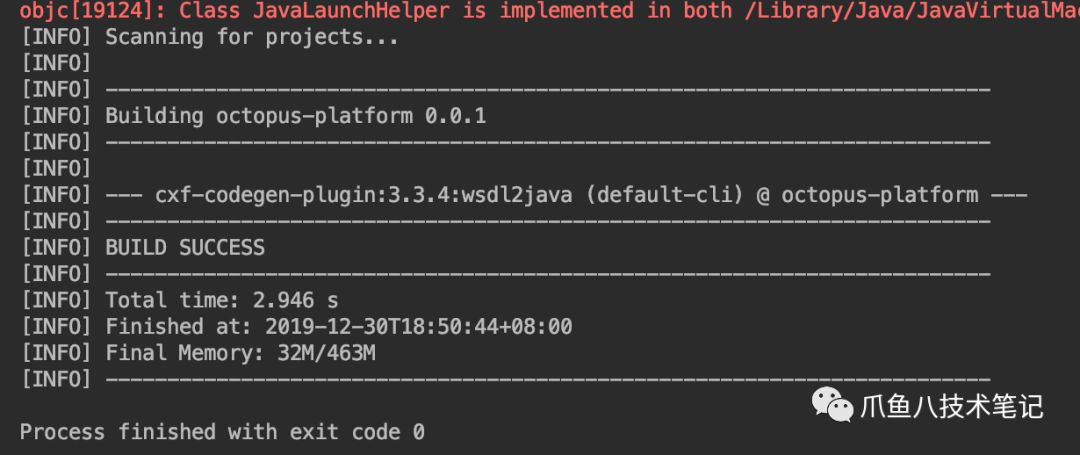 objc[19124]: Class JavaLaunchHelper is implemented in both /Library/Java/JavaVirtualMac
[INFO] Scanning for projects...
[INFO]
[INFO] ------------------------------------------------------------------------
[INFO] Building octopus-platform 0.0.1
[INFO] ------------------------------------------------------------------------
[INFO]
[INFO] --- cxf-codegen-plugin:3.3.4:wsdl2java (default-cli) @ octopus-platform ---
[INFO] ------------------------------------------------------------------------
[INFO] BUILD SUCCESS
[INFO] ------------------------------------------------------------------------
[INFO] Total time: 2.946 s
[INFO] Finished at: 2019-12-30T18:50:44+08:00
[INFO] Final Memory: 32M/463M
[INFO] ------------------------------------------------------------------------
爪鱼八技术笔记
Process finished with exit code 0